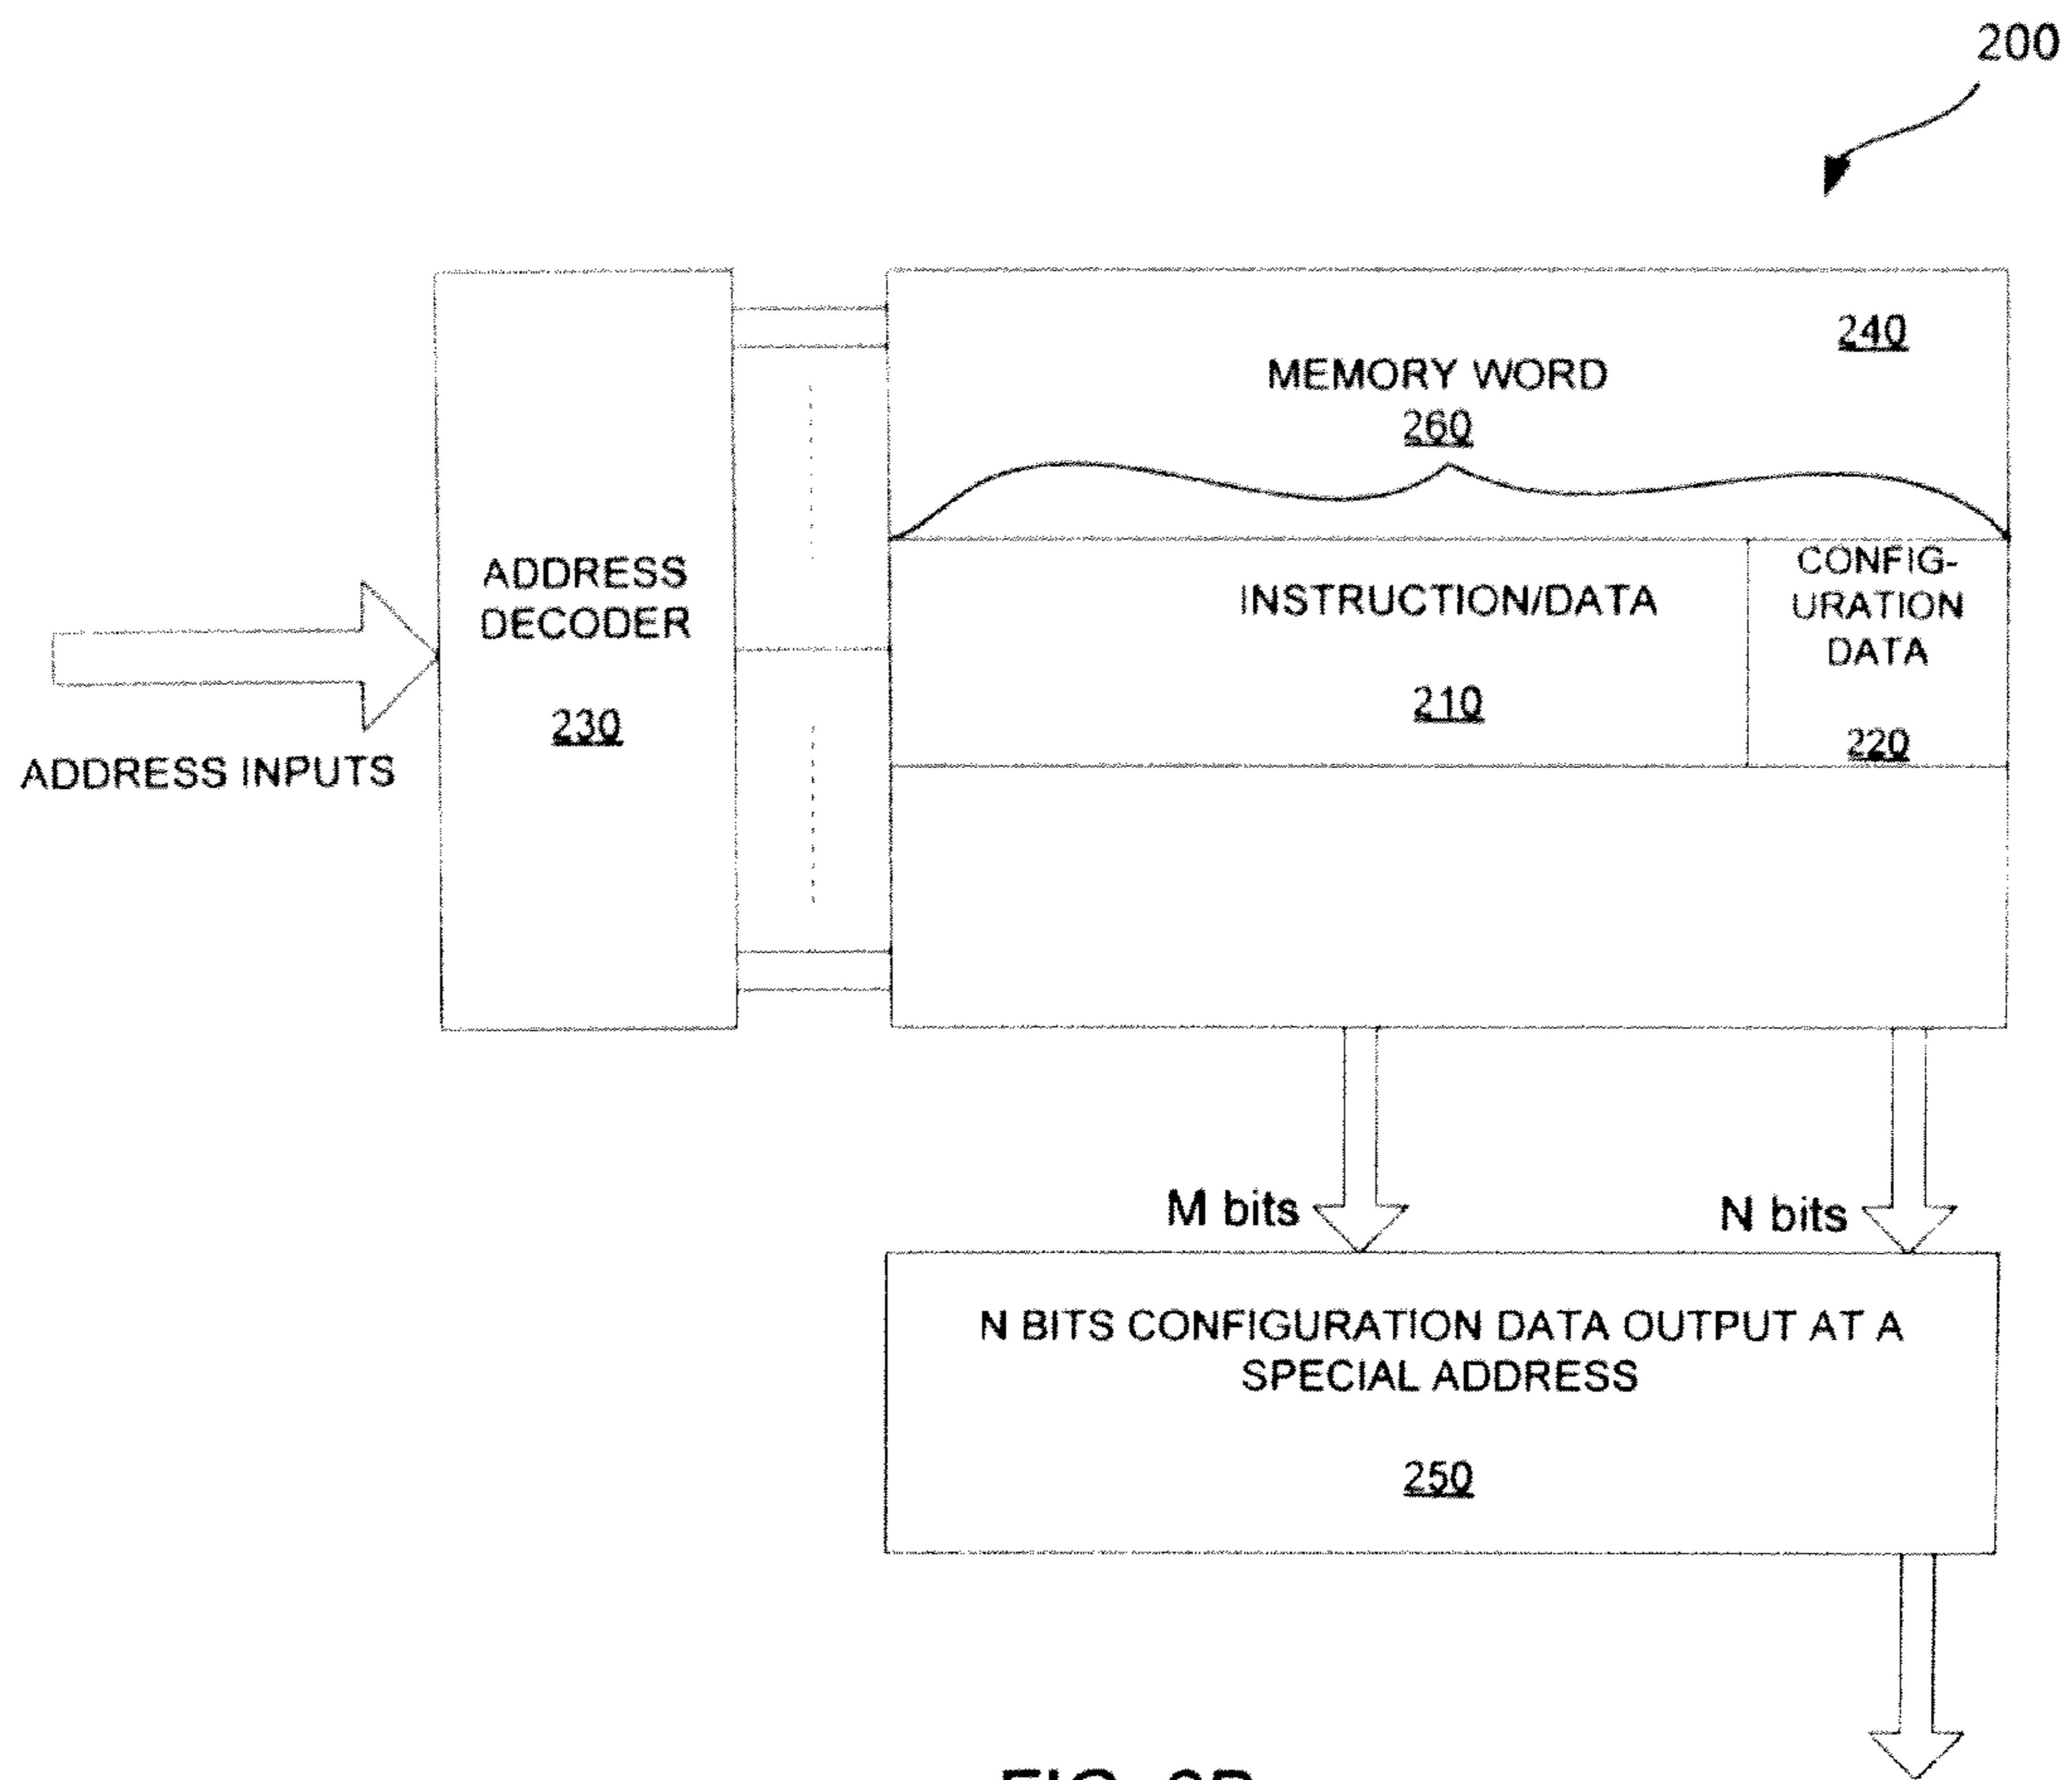 200
240
MEMORY WORD
260
ADDRESS
DECODER
230
INSTRUCTION/DATA
210
CONFIG-
URATION
DATA
220
ADDRESS INPUTS
M bits
N bits
N BITS CONFIGURATION DATA OUTPUT AT A
SPECIAL ADDRESS
250